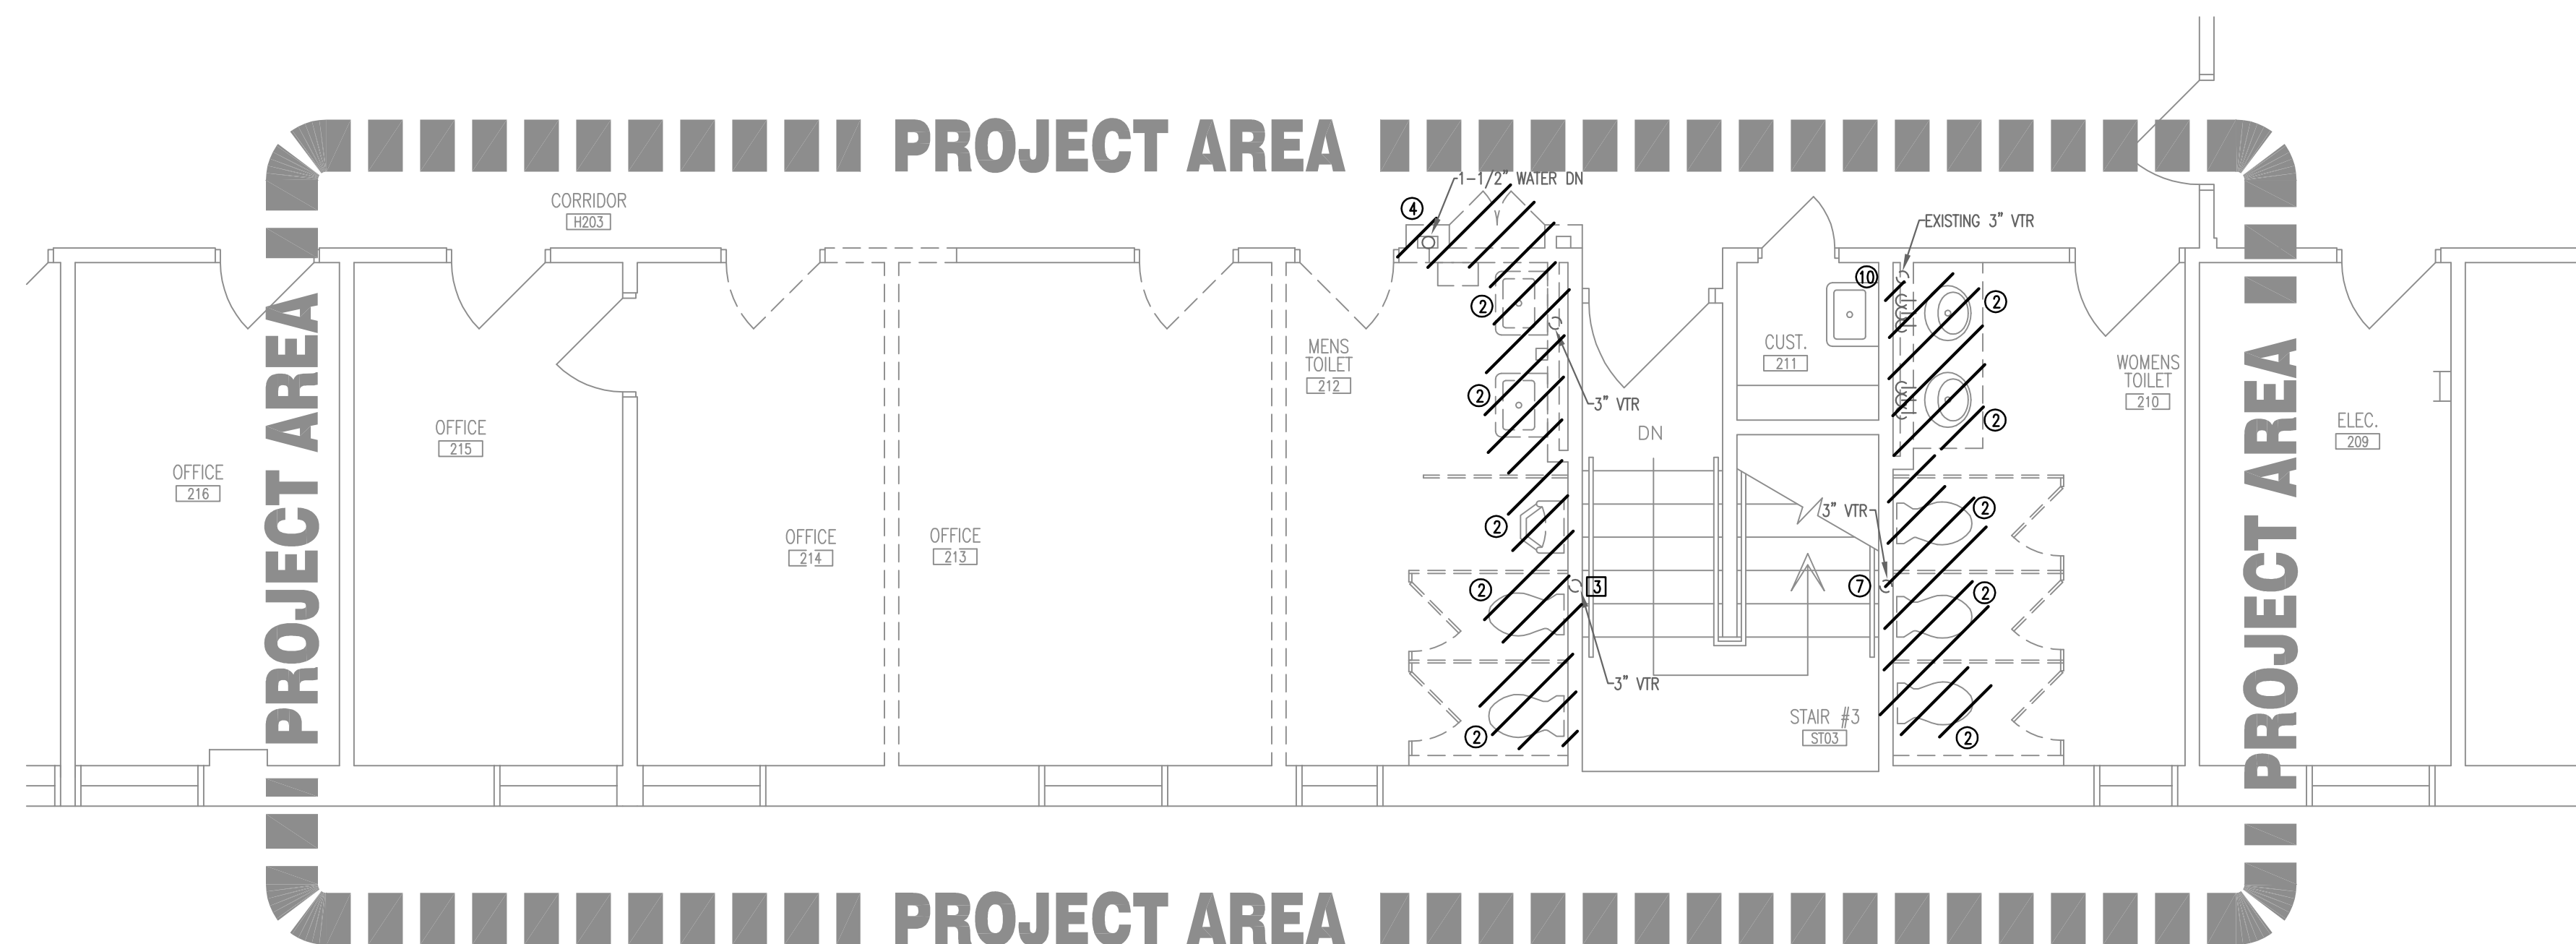 PROJECT AREA
1-1/2" WATER DN
CORRIDOR
H203
4
EXISTING 3" VTR
10
2
2
2
2
2
2
2
2
2
2
MENS
TOILET
212
CUST.
211
WOMENS
TOILET
210
3" VTR
DN
OFFICE
215
OFFICE
216
OFFICE
214
OFFICE
213
ELEC.
209
3" VTR
3
7
3" VTR
STAIR #3
ST03
PROJECT AREA
PROJECT AREA
PROJECT AREA